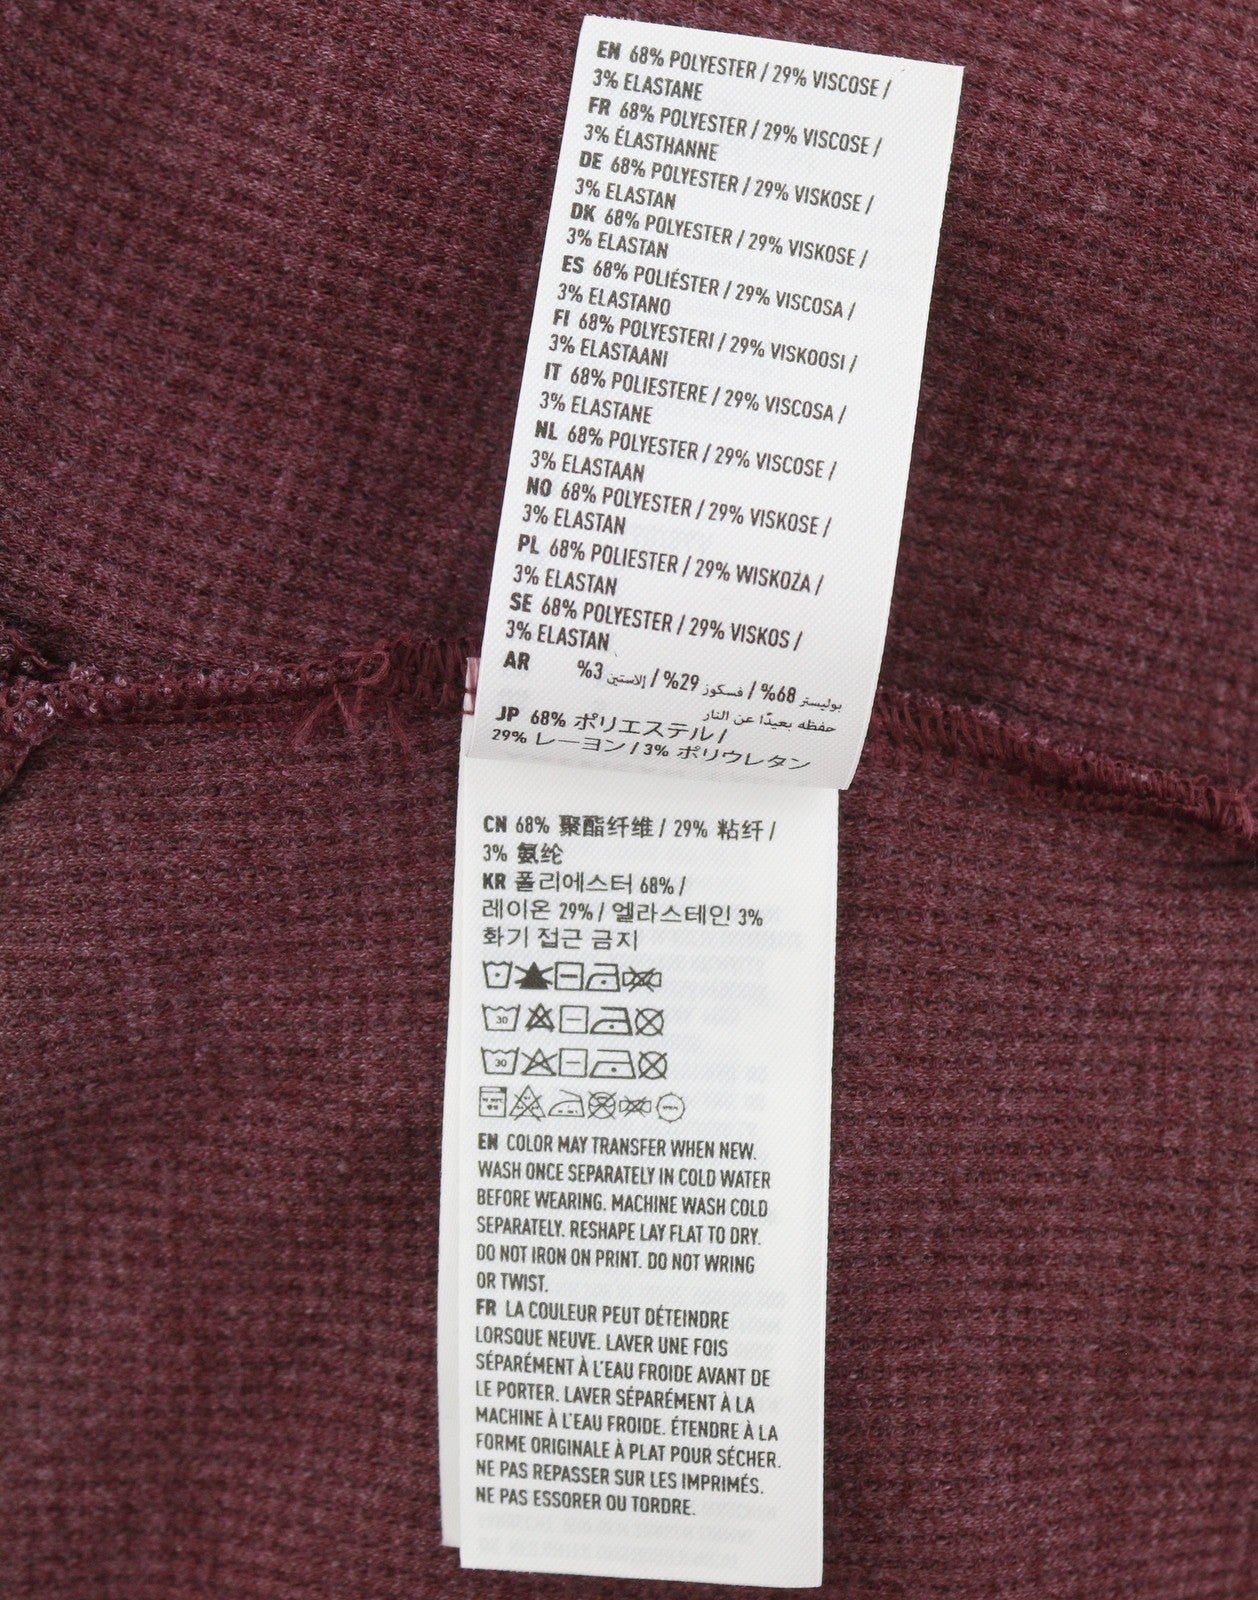 EN 68% POLYESTER / 29% VISCOSE /
3% ELASTANE
FR 68% POLYESTER / 29% VISCOSE /
3% ÉLASTHANNE
DE 68% POLYESTER / 29% VISKOSE /
3% ELASTAN
DK 68% POLYESTER / 29% VISKOSE /
3% ELASTAN
ES 68% POLIÉSTER / 29% VISCOSA /
3% ELASTANO
FI 68% POLYESTERI / 29% VISKOOSI /
3% ELASTAANI
IT 68% POLIESTERE / 29% VISCOSA /
3% ELASTANE
NL 68% POLYESTER / 29% VISCOSE /
3% ELASTAAN
NO 68% POLYESTER / 29% VISKOSE /
3% ELASTAN
PL 68% POLIESTER / 29% WISKOZA /
3% ELASTAN
SE 68% POLYESTER / 29% VISKOS /
3% ELASTAN
AR بوليستر 68% / فسكوز 29% / إلاستين 3%
حفظه بعيدًا عن النار
JP 68% ポリエステル /
29% レーヨン / 3% ポリウレタン
CN 68% 聚酯纤维 / 29% 粘纤 /
3% 氨纶
KR 폴리에스터 68% /
레이온 29% / 엘라스테인 3%
화기 접근 금지
30
30
EN COLOR MAY TRANSFER WHEN NEW.
WASH ONCE SEPARATELY IN COLD WATER
BEFORE WEARING. MACHINE WASH COLD
SEPARATELY. RESHAPE LAY FLAT TO DRY.
DO NOT IRON ON PRINT. DO NOT WRING
OR TWIST.
FR LA COULEUR PEUT DÉTEINDRE
LORSQUE NEUVE. LAVER UNE FOIS
SÉPARÉMENT À L'EAU FROIDE AVANT DE
LE PORTER. LAVER SÉPARÉMENT À LA
MACHINE À L'EAU FROIDE. ÉTENDRE À LA
FORME ORIGINALE À PLAT POUR SÉCHER.
NE PAS REPASSER SUR LES IMPRIMÉS.
NE PAS ESSORER OU TORDRE.